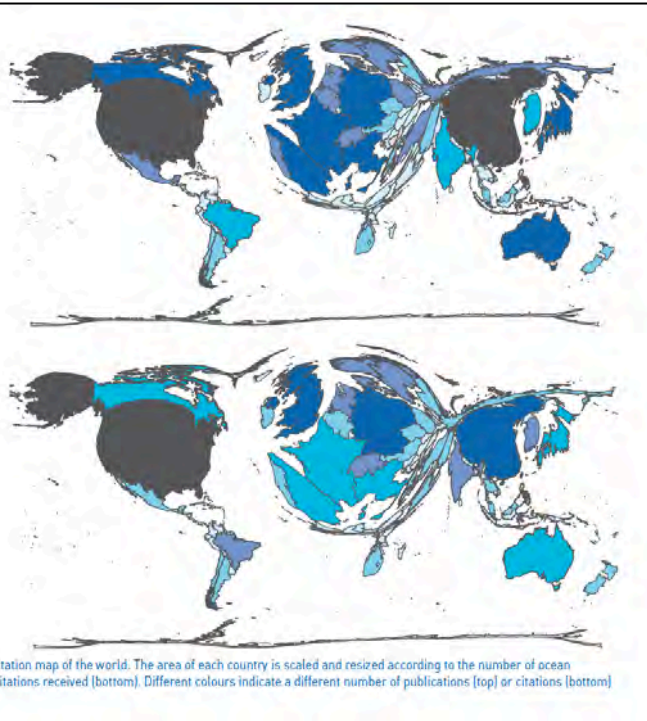 tation map of the world. The area of each country is scaled and resized according to the number of ocean
itations received (bottom). Different colours indicate a different number of publications (top) or citations (bottom)